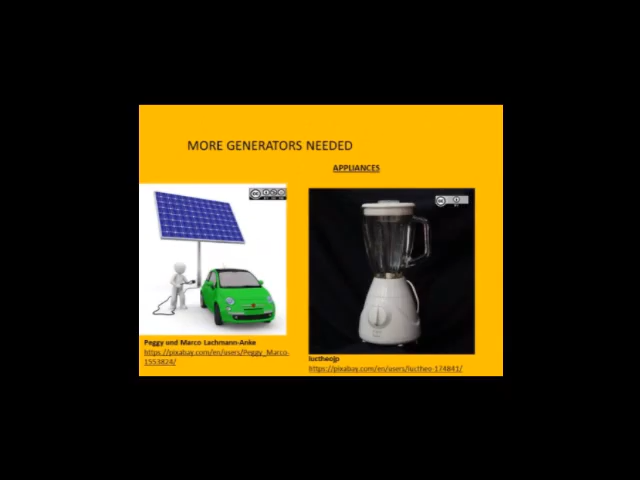 MORE GENERATORS NEEDED
APPLIANCES
Peggy und Marco Lachmann-Anke
https://pixabay.com/en/users/Peggy_Marco-
1553824/
luctheojp
https://pixabay.com/en/users/luctheo-174841/